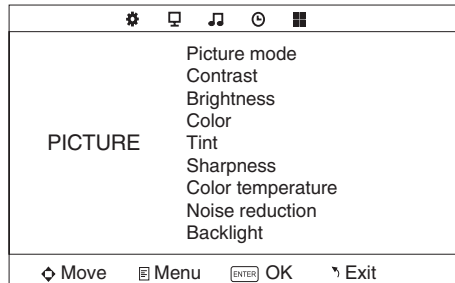 Picture mode
Contrast
Brightness
Color
PICTURE
Tint
Sharpness
Color temperature
Noise reduction
Backlight
Move Menu ENTER OK Exit